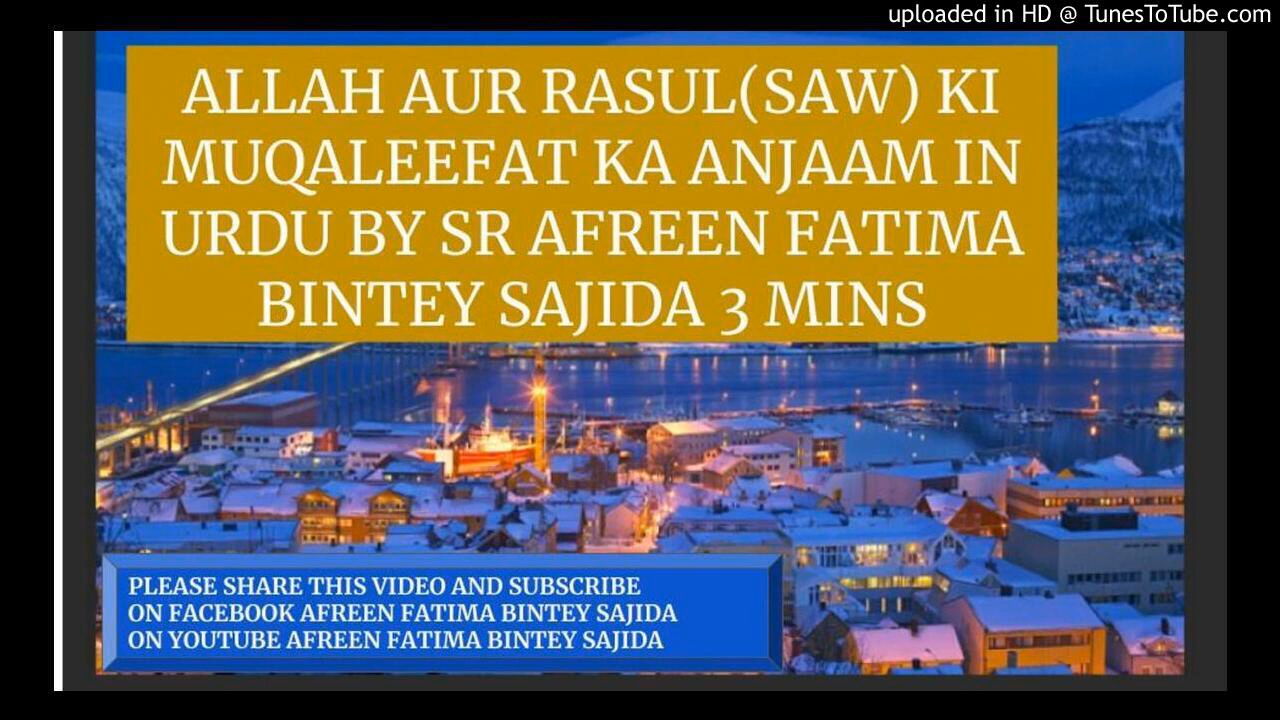 uploaded in HD @ TunesToTube.com
ALLAH AUR RASUL(SAW) KI
MUQALEEFAT KA ANJAAM IN
URDU BY SR AFREEN FATIMA
BINTEY SAJIDA 3 MINS
PLEASE SHARE THIS VIDEO AND SUBSCRIBE
ON FACEBOOK AFREEN FATIMA BINTEY SAJIDA
ON YOUTUBE AFREEN FATIMA BINTEY SAJIDA